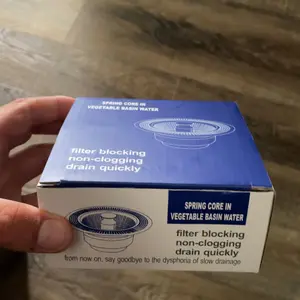 SPRING CORE IN
VEGETABLE BASIN WATER
filter blocking
non-clogging
drain quickly
SPRING CORE IN
VEGETABLE BASIN WATER
filter blocking
non-clogging
drain quickly
from now on, say goodbye to the dysphoria of slow drainage